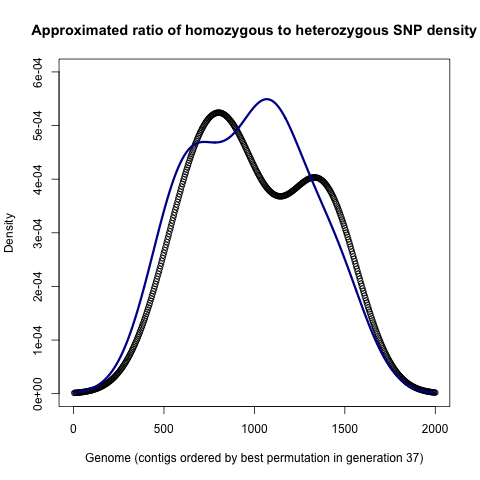 Approximated ratio of homozygous to heterozygous SNP density
6e-04
5e-04
4e-04
3e-04
2e-04
1e-04
0e+00
Density
0 500 1000 1500 2000
Genome (contigs ordered by best permutation in generation 37)